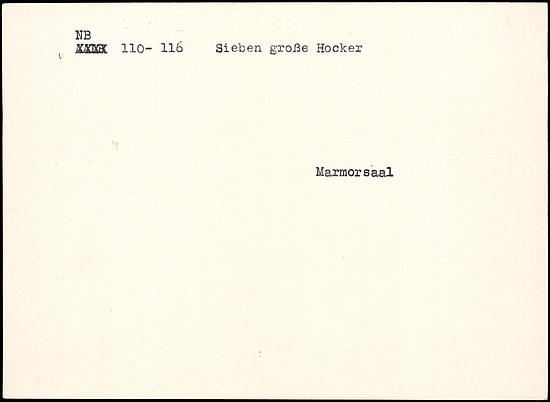 NB
110- 116 Sieben große Hocker
Marmorsaal